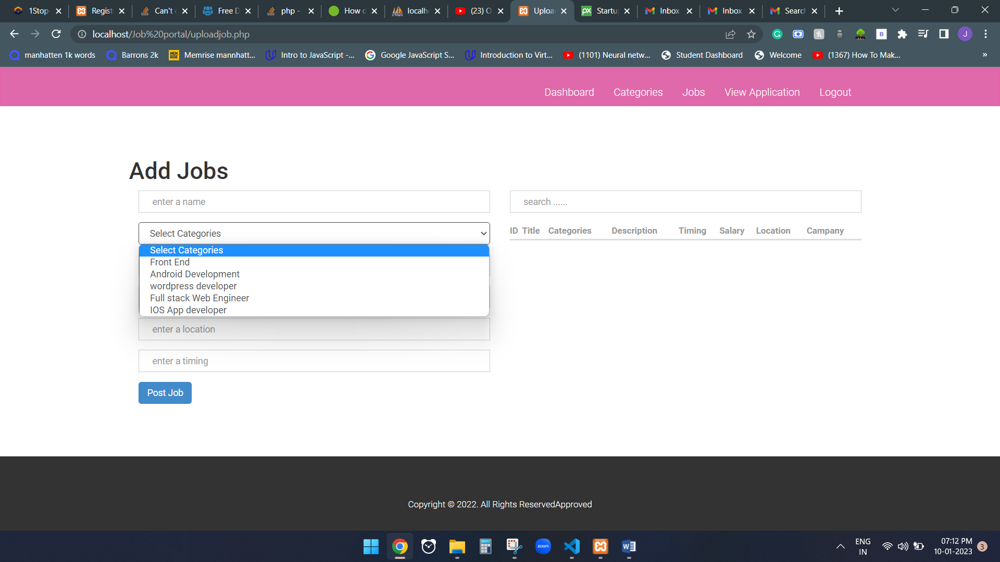 1Stop
Regist
Can't
Free D
php -
How
localh
(23) O
Uploa
Startu
Inbox
Inbox
Search
localhost/Job%20portal/uploadjob.php
J
manhatten 1k words
Barrons 2k
Memrise mannhatt...
Intro to JavaScript -...
Google JavaScript S...
Introduction to Virt...
(1101) Neural netw...
Student Dashboard
Welcome
(1367) How To Mak...
»
Dashboard
Categories
Jobs
View Application
Logout
Add Jobs
enter a name
search ......
Select Categories
ID Title Categories Description Timing Salary Location Campany
Select Categories
Front End
Android Development
wordpress developer
Full stack Web Engineer
IOS App developer
enter a location
enter a timing
Post Job
Copyright © 2022. All Rights ReservedApproved
zoom
ENG
IN
07:12 PM
10-01-2023
3